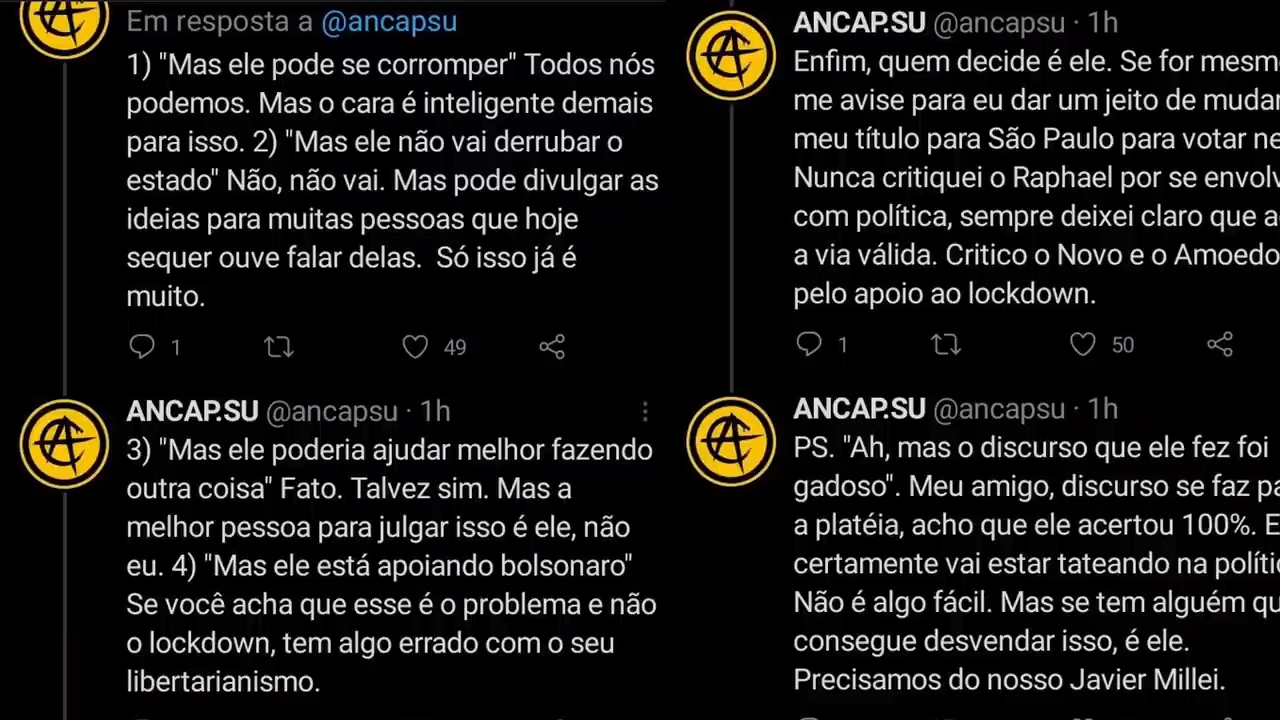 Em resposta a @ancapsu
1) "Mas ele pode se corromper" Todos nós
podemos. Mas o cara é inteligente demais
para isso. 2) "Mas ele não vai derrubar o
estado" Não, não vai. Mas pode divulgar as
ideias para muitas pessoas que hoje
sequer ouve falar delas.  Só isso já é
muito.
1 49
ANCAP.SU @ancapsu · 1h
3) "Mas ele poderia ajudar melhor fazendo
outra coisa" Fato. Talvez sim. Mas a
melhor pessoa para julgar isso é ele, não
eu. 4) "Mas ele está apoiando bolsonaro"
Se você acha que esse é o problema e não
o lockdown, tem algo errado com o seu
libertarianismo.
ANCAP.SU @ancapsu · 1h
Enfim, quem decide é ele. Se for mesm
me avise para eu dar um jeito de mudar
meu título para São Paulo para votar ne
Nunca critiquei o Raphael por se envolv
com política, sempre deixei claro que a
a via válida. Critico o Novo e o Amoedo
pelo apoio ao lockdown.
1 50
ANCAP.SU @ancapsu · 1h
PS. "Ah, mas o discurso que ele fez foi
gadoso". Meu amigo, discurso se faz pa
a platéia, acho que ele acertou 100%. E
certamente vai estar tateando na políti
Não é algo fácil. Mas se tem alguém qu
consegue desvendar isso, é ele.
Precisamos do nosso Javier Millei.